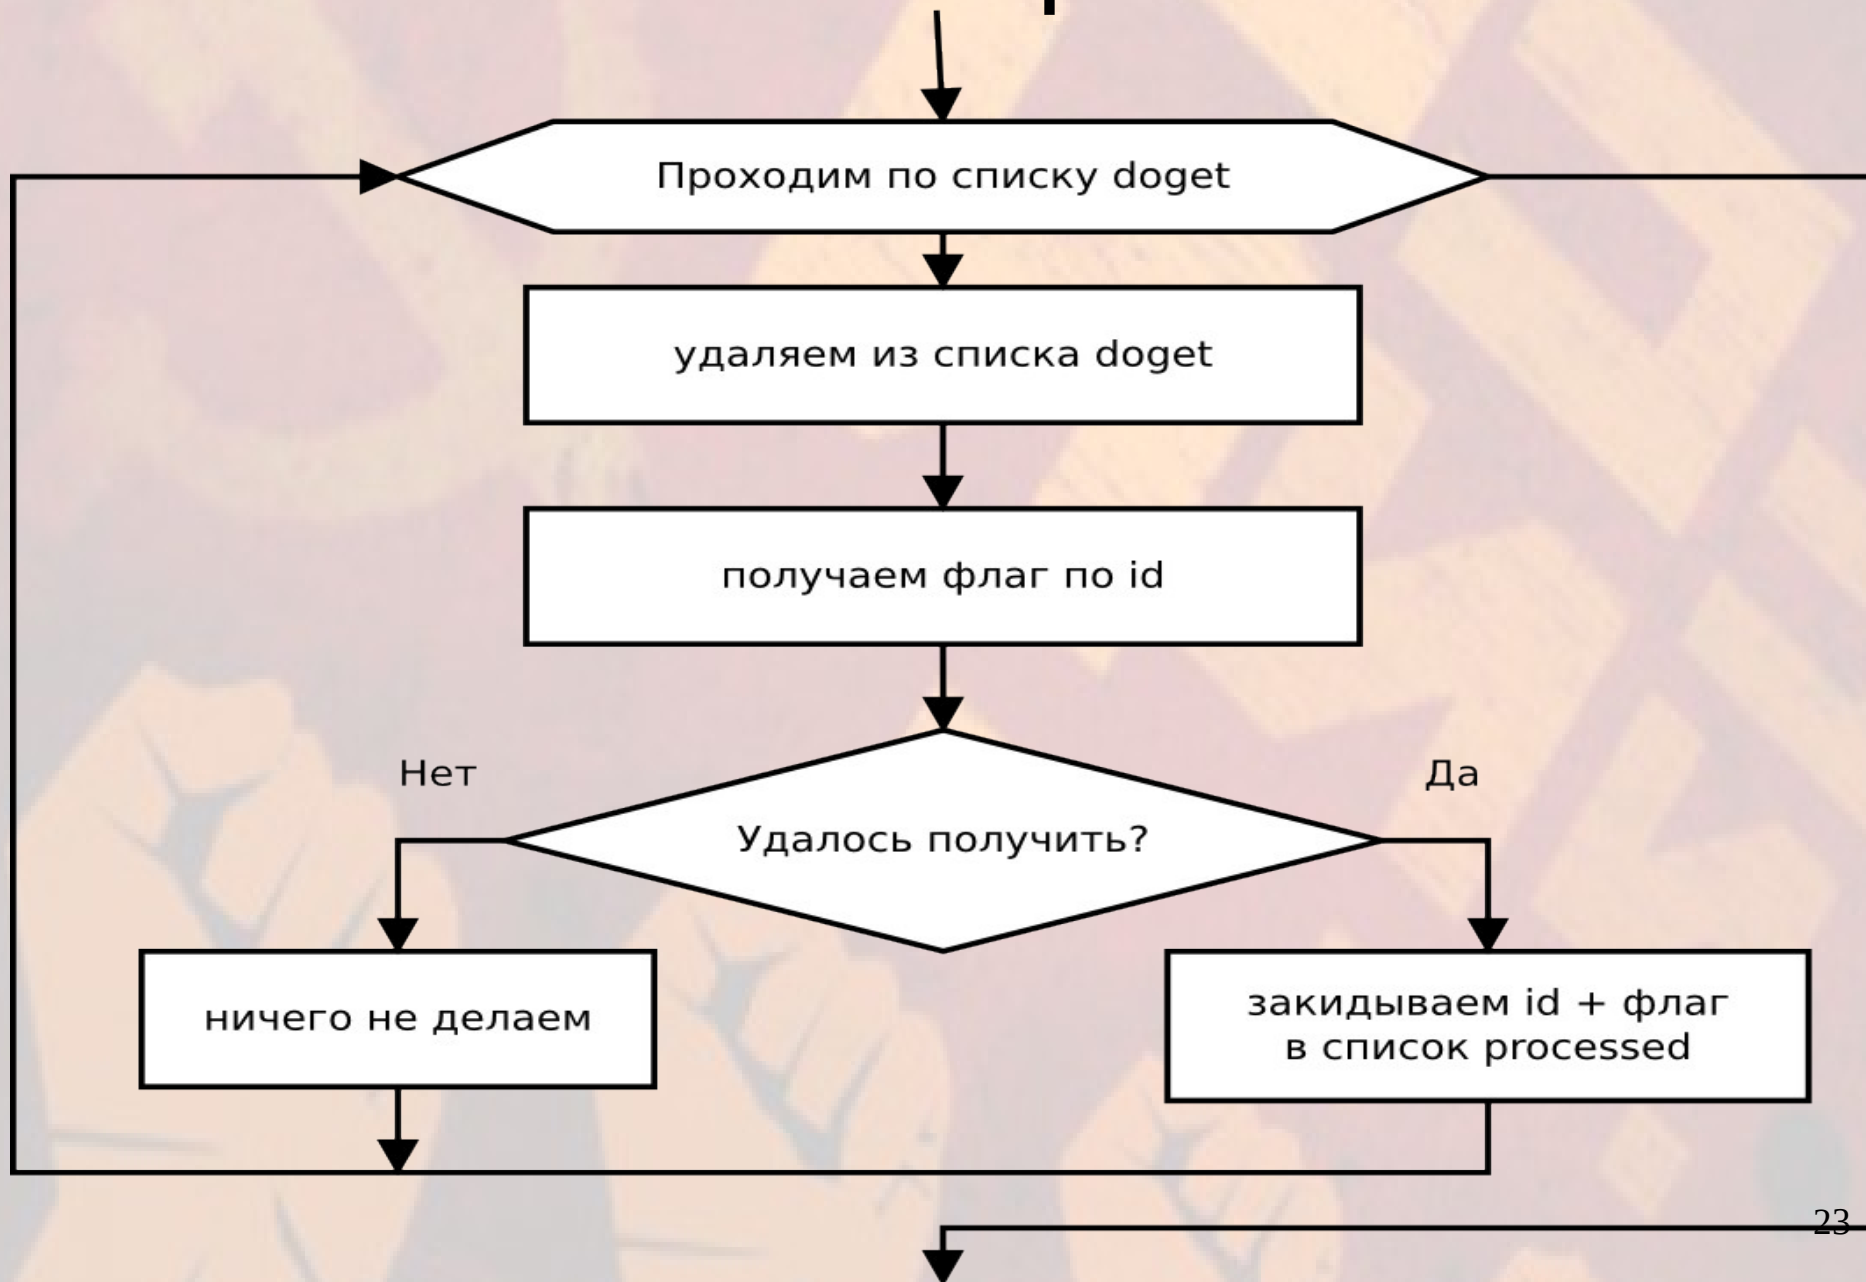 Проходим по списку doget
удаляем из списка doget
получаем флаг по id
Удалось получить?
Нет
Да
ничего не делаем
закидываем id + флаг
в список processed
23